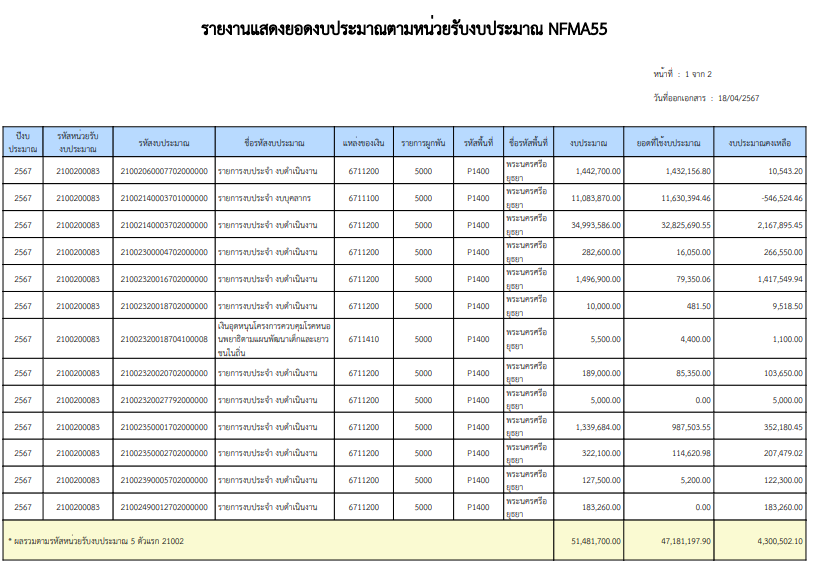 รายงานแสดงยอดงบประมาณตามหน่วยรับงบประมาณ NFMA55
หน้าที่ : 1 จาก 2
วันที่ออกเอกสาร : 18/04/2567
ปีงบประมาณ รหัสหน่วยรับงบประมาณ รหัสงบประมาณ ชื่อรหัสงบประมาณ แหล่งของเงิน รายการผูกพัน รหัสพื้นที่ ชื่อรหัสพื้นที่ งบประมาณ ยอดที่ใช้งบประมาณ งบประมาณคงเหลือ
2567 2100200083 21002060007702000000 รายการงบประจำ งบดำเนินงาน 6711200 5000 P1400 พระนครศรีอยุธยา 1,442,700.00 1,432,156.80 10,543.20
2567 2100200083 21002140003701000000 รายการงบประจำ งบบุคลากร 6711100 5000 P1400 พระนครศรีอยุธยา 11,083,870.00 11,630,394.46 -546,524.46
2567 2100200083 21002140003702000000 รายการงบประจำ งบดำเนินงาน 6711200 5000 P1400 พระนครศรีอยุธยา 34,993,586.00 32,825,690.55 2,167,895.45
2567 2100200083 21002300004702000000 รายการงบประจำ งบดำเนินงาน 6711200 5000 P1400 พระนครศรีอยุธยา 282,600.00 16,050.00 266,550.00
2567 2100200083 21002320016702000000 รายการงบประจำ งบดำเนินงาน 6711200 5000 P1400 พระนครศรีอยุธยา 1,496,900.00 79,350.06 1,417,549.94
2567 2100200083 21002320018702000000 รายการงบประจำ งบดำเนินงาน 6711200 5000 P1400 พระนครศรีอยุธยา 10,000.00 481.50 9,518.50
2567 2100200083 21002320018704100008 เงินอุดหนุนโครงการควบคุมโรคหนอนพยาธิตามแผนพัฒนาเด็กและเยาวชนในถิ่น 6711410 5000 P1400 พระนครศรีอยุธยา 5,500.00 4,400.00 1,100.00
2567 2100200083 21002320020702000000 รายการงบประจำ งบดำเนินงาน 6711200 5000 P1400 พระนครศรีอยุธยา 189,000.00 85,350.00 103,650.00
2567 2100200083 21002320027792000000 รายการงบประจำ งบดำเนินงาน 6711200 5000 P1400 พระนครศรีอยุธยา 5,000.00 0.00 5,000.00
2567 2100200083 21002350001702000000 รายการงบประจำ งบดำเนินงาน 6711200 5000 P1400 พระนครศรีอยุธยา 1,339,684.00 987,503.55 352,180.45
2567 2100200083 21002350002702000000 รายการงบประจำ งบดำเนินงาน 6711200 5000 P1400 พระนครศรีอยุธยา 322,100.00 114,620.98 207,479.02
2567 2100200083 21002390005702000000 รายการงบประจำ งบดำเนินงาน 6711200 5000 P1400 พระนครศรีอยุธยา 127,500.00 5,200.00 122,300.00
2567 2100200083 21002490012702000000 รายการงบประจำ งบดำเนินงาน 6711200 5000 P1400 พระนครศรีอยุธยา 183,260.00 0.00 183,260.00
* ผลรวมตามรหัสหน่วยรับงบประมาณ 5 ตัวแรก 21002 51,481,700.00 47,181,197.90 4,300,502.10